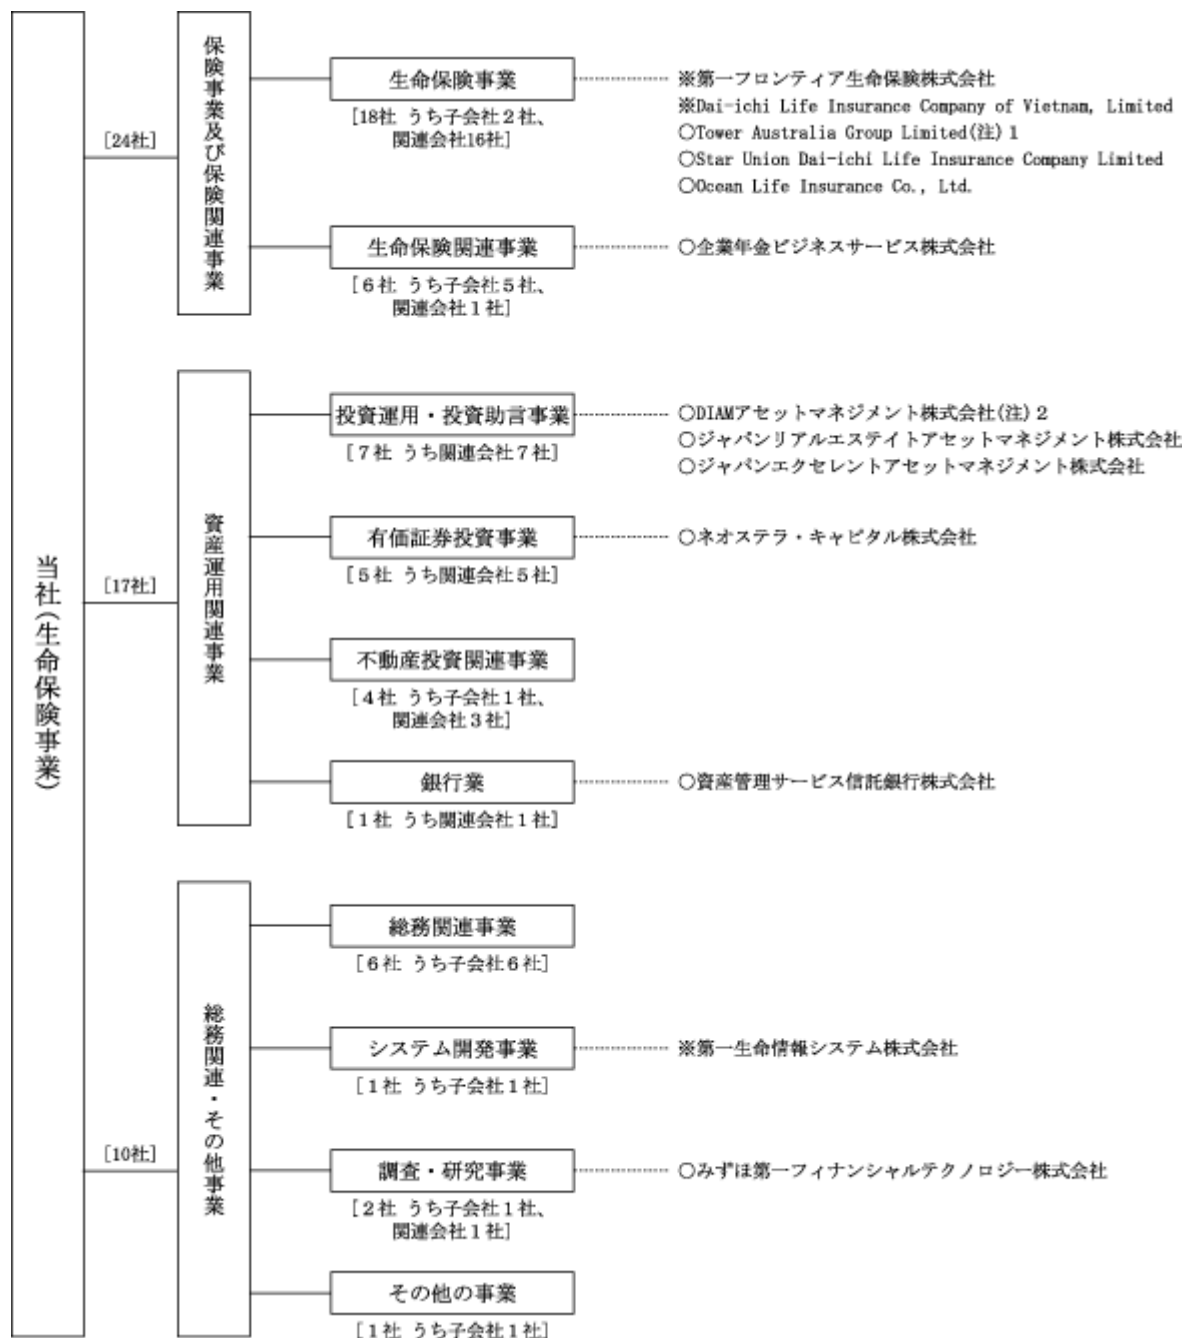 当社(生命保険事業)
[24社]
保険事業及び保険関連事業
生命保険事業
[18社 うち子会社2社、
関連会社16社]
※第一フロンティア生命保険株式会社
※Dai-ichi Life Insurance Company of Vietnam, Limited
○Tower Australia Group Limited(注)1
○Star Union Dai-ichi Life Insurance Company Limited
○Ocean Life Insurance Co., Ltd.
生命保険関連事業
[6社 うち子会社5社、
関連会社1社]
○企業年金ビジネスサービス株式会社
[17社]
資産運用関連事業
投資運用・投資助言事業
[7社 うち関連会社7社]
○DIAMアセットマネジメント株式会社(注)2
○ジャパンリアルエステイトアセットマネジメント株式会社
○ジャパンエクセレントアセットマネジメント株式会社
有価証券投資事業
[5社 うち関連会社5社]
○ネオステラ・キャピタル株式会社
不動産投資関連事業
[4社 うち子会社1社、
関連会社3社]
銀行業
[1社 うち関連会社1社]
○資産管理サービス信託銀行株式会社
[10社]
総務関連・その他事業
総務関連事業
[6社 うち子会社6社]
システム開発事業
[1社 うち子会社1社]
※第一生命情報システム株式会社
調査・研究事業
[2社 うち子会社1社、
関連会社1社]
○みずほ第一フィナンシャルテクノロジー株式会社
その他の事業
[1社 うち子会社1社]